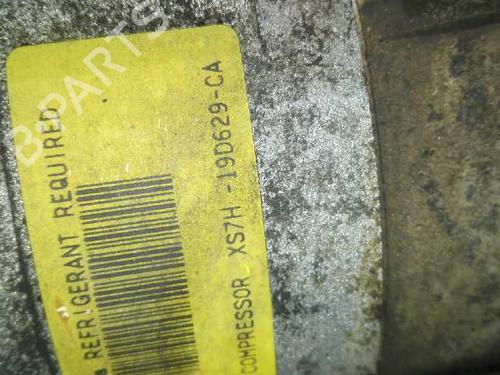 REFRIGERANT REQUIRED
COMPRESSOR XS7H -19D629-CA
B-PARTS